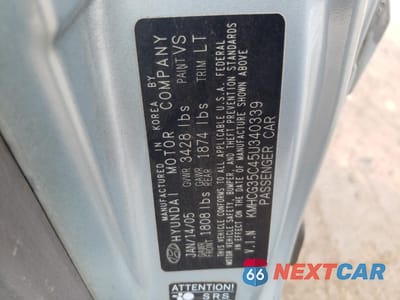 MANUFACTURED IN KOREA BY
HYUNDAI MOTOR COMPANY
JAN/14/05 GVWR 3428 lbs PAINT VS
GAWR FRONT 1808 lbs GAWR REAR 1874 lbs TRIM LT
THIS VEHICLE CONFORMS TO ALL APPLICABLE U.S.A. FEDERAL
MOTOR VEHICLE SAFETY, BUMPER, AND THEFT PREVENTION STANDARDS
IN EFFECT ON THE DATE OF MANUFACTURE SHOWN ABOVE
V.I.N KMHCG35C45U340339
PASSENGER CAR
ATTENTION!
SRS
66 NEXTCAR